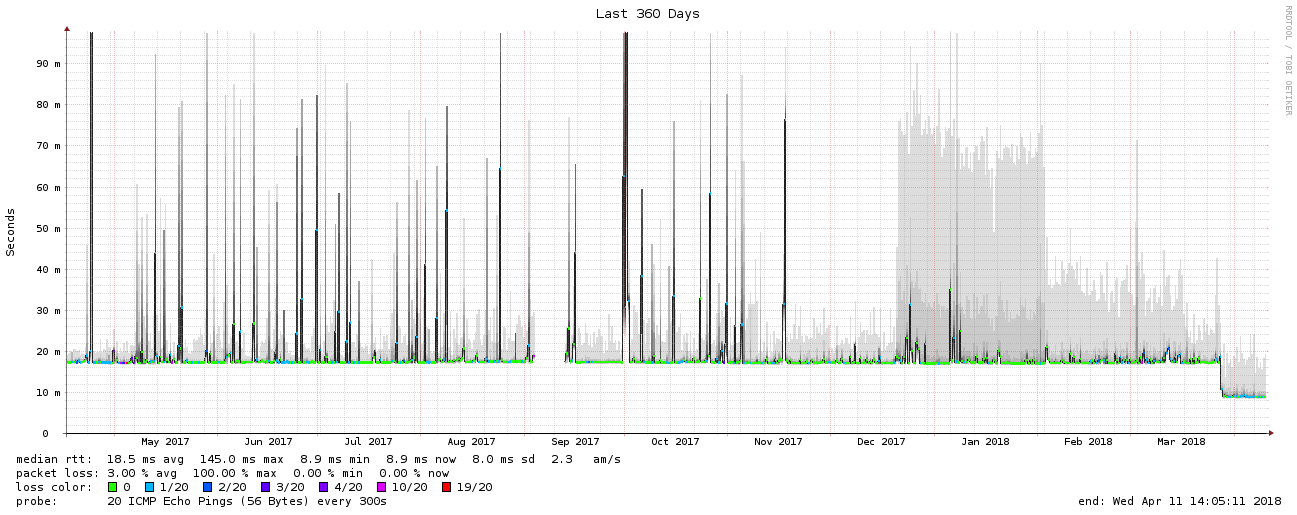 Last 360 Days
RRDTOOL / TOBI OETIKER
Seconds
90 m
80 m
70 m
60 m
50 m
40 m
30 m
20 m
10 m
0
May 2017 Jun 2017 Jul 2017 Aug 2017 Sep 2017 Oct 2017 Nov 2017 Dec 2017 Jan 2018 Feb 2018 Mar 2018
median rtt: 18.5 ms avg 145.0 ms max 8.9 ms min 8.9 ms now 8.0 ms sd 2.3 am/s
packet loss: 3.00 % avg 100.00 % max 0.00 % min 0.00 % now
loss color: 0 1/20 2/20 3/20 4/20 10/20 19/20
probe: 20 ICMP Echo Pings (56 Bytes) every 300s
end: Wed Apr 11 14:05:11 2018